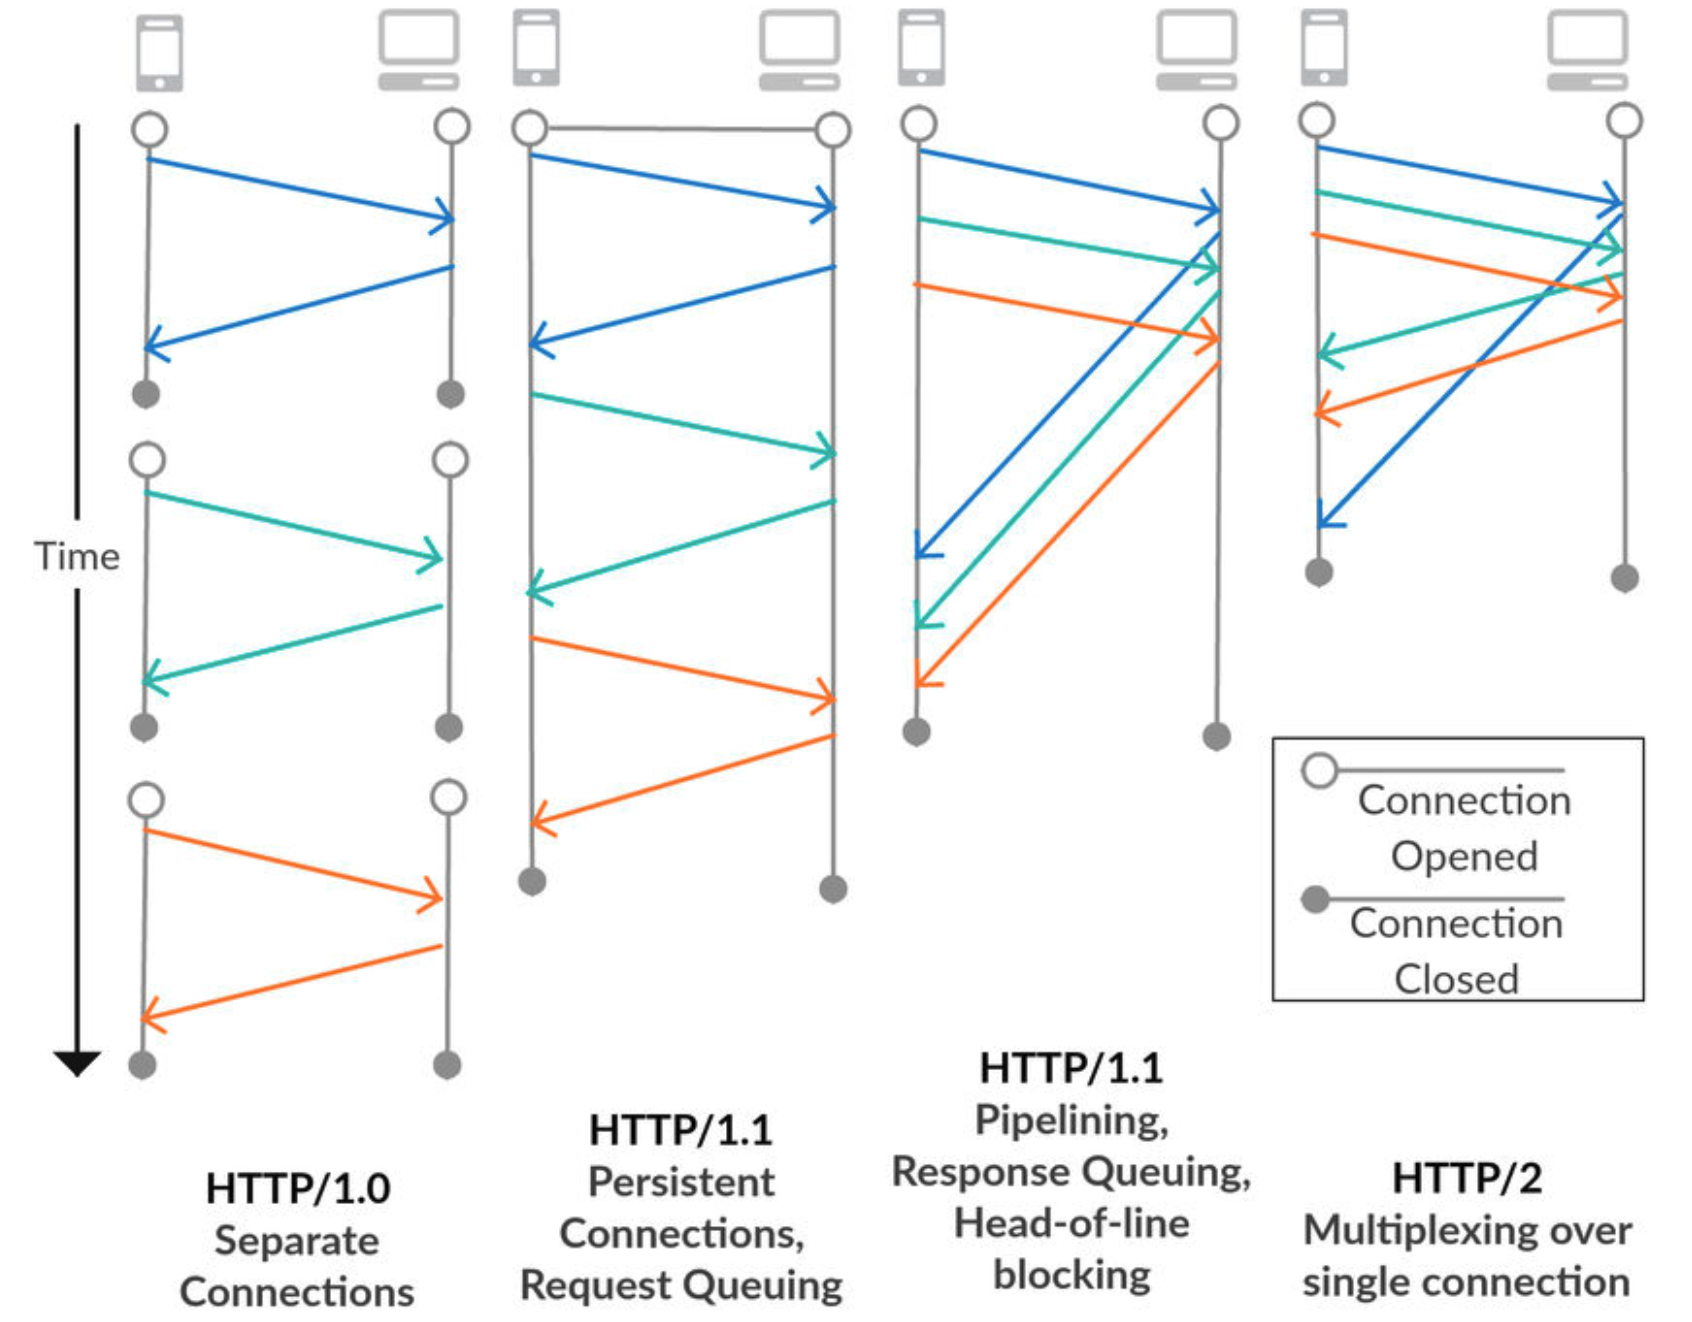 Time
Connection
Opened
Connection
Closed
HTTP/1.0
Separate
Connections
HTTP/1.1
Persistent
Connections,
Request Queuing
HTTP/1.1
Pipelining,
Response Queuing,
Head-of-line
blocking
HTTP/2
Multiplexing over
single connection